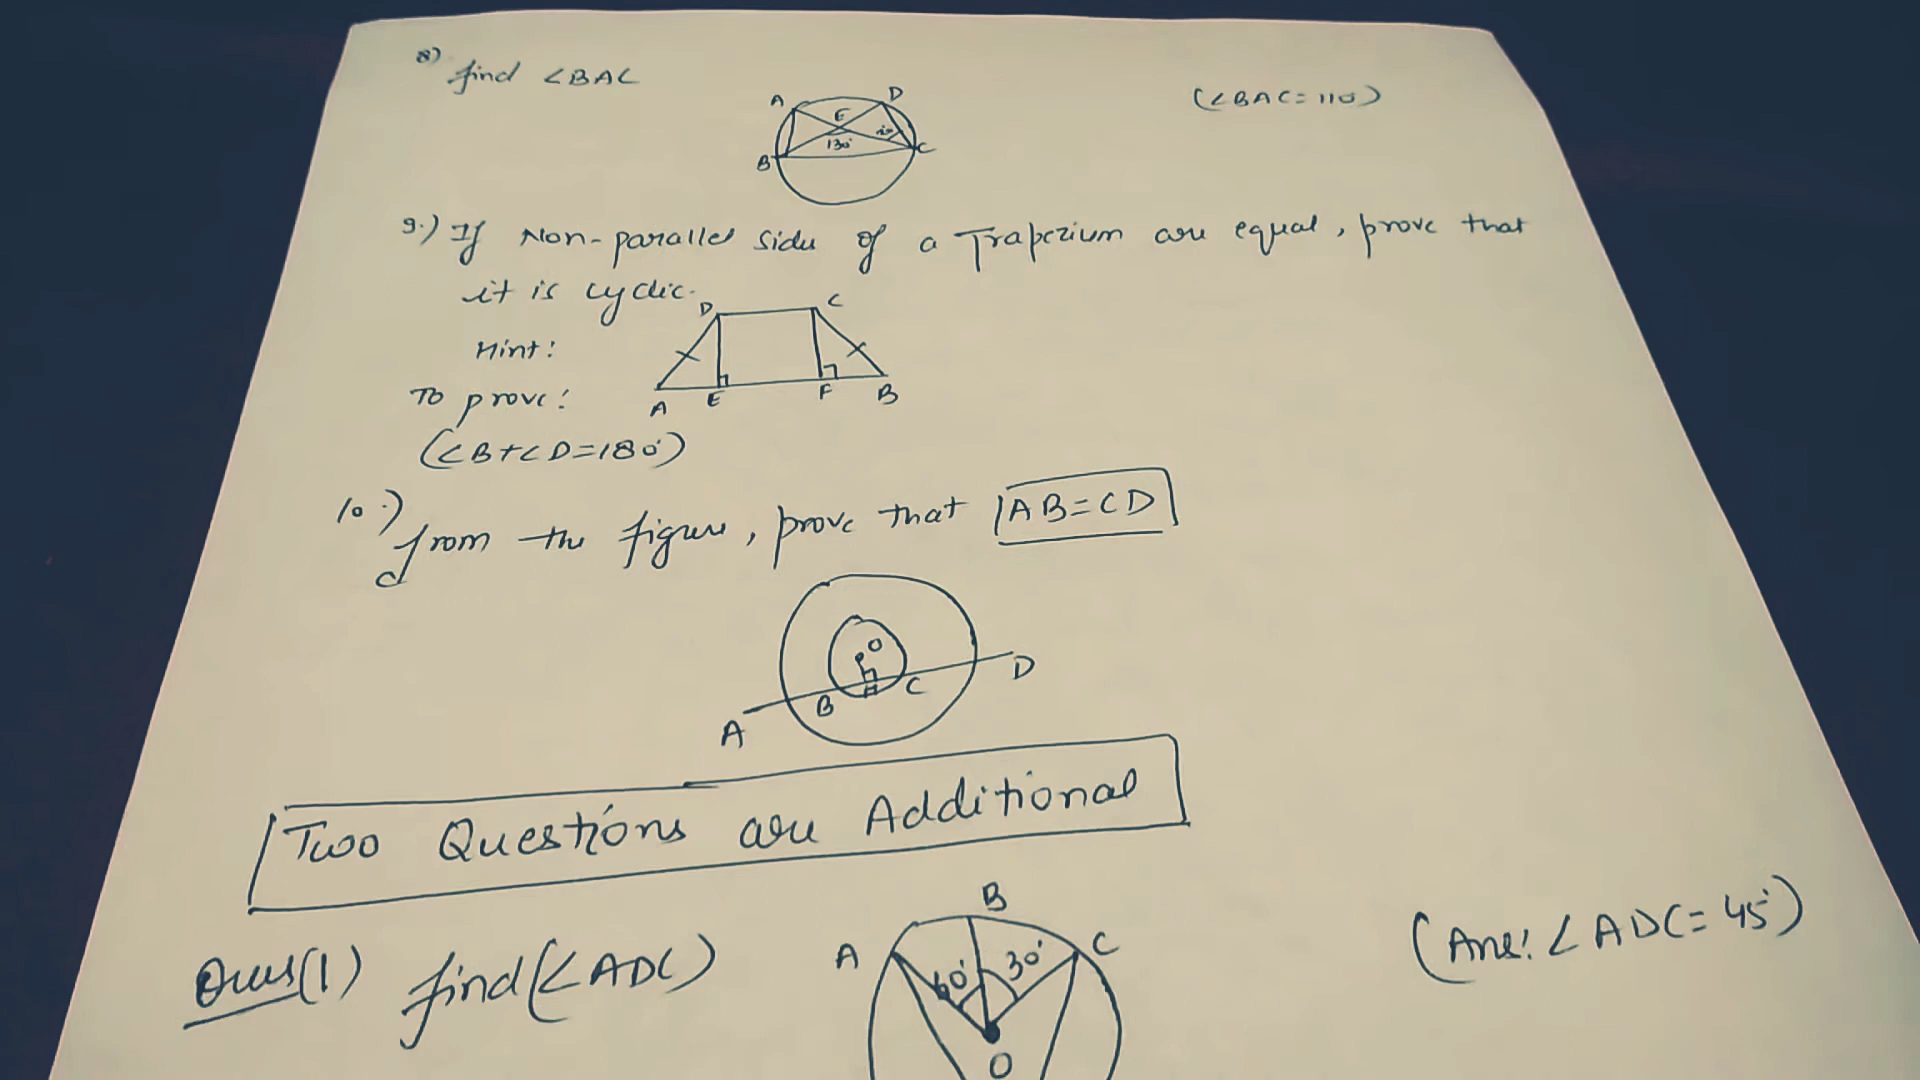 8) find ∠BAC
(∠BAC=110)
A
D
E
130°
20
B
C
9.) If Non-parallel side of a Trapezium are equal, prove that
it is cyclic.
D
C
Hint:
To prove:
A
E
F
B
(∠B+∠D=180°)
10.) from the figure, prove that AB=CD
O
B
C
D
A
Two Questions are Additional
B
Ques(1) find(∠ADC)
A
C
60°
30°
O
(Ans: ∠ADC=45°)